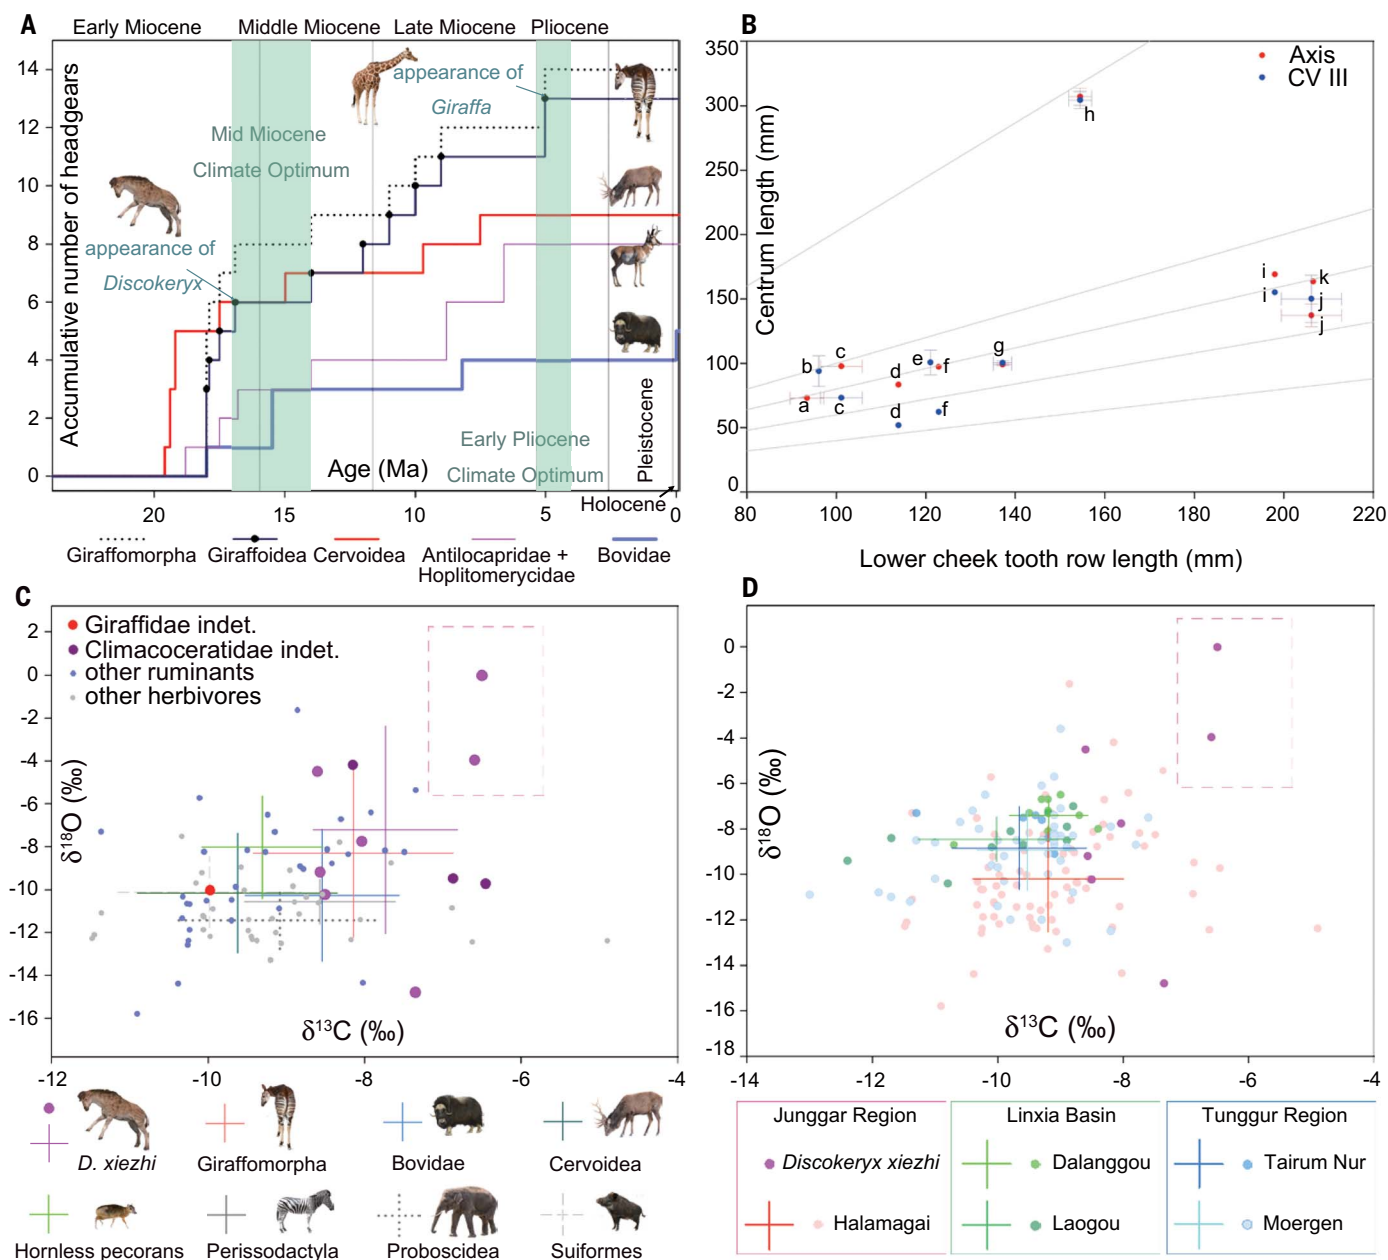 A
Early Miocene Middle Miocene Late Miocene Pliocene
Accumulative number of headgears
14
12
10
8
6
4
2
0
appearance of
Giraffa
Mid Miocene
Climate Optimum
appearance of
Discokeryx
Early Pliocene
Climate Optimum
Pleistocene
Holocene
Age (Ma)
20 15 10 5 0
Giraffomorpha Giraffoidea Cervoidea Antilocapridae + Hoplitomerycidae Bovidae
B
Axis
CV III
Centrum length (mm)
350
300
250
200
150
100
50
0
h
i
i
k
j
j
a
b
c
c
d
d
e
f
f
g
80 100 120 140 160 180 200 220
Lower cheek tooth row length (mm)
C
Giraffidae indet.
Climacoceratidae indet.
other ruminants
other herbivores
δ18O (‰)
2
0
-2
-4
-6
-8
-10
-12
-14
-16
δ13C (‰)
-12 -10 -8 -6 -4
D. xiezhi Giraffomorpha Bovidae Cervoidea
Hornless pecorans Perissodactyla Proboscidea Suiformes
D
δ18O (‰)
0
-2
-4
-6
-8
-10
-12
-14
-16
-18
δ13C (‰)
-14 -12 -10 -8 -6 -4
Junggar Region
Discokeryx xiezhi
Halamagai
Linxia Basin
Dalanggou
Laogou
Tunggur Region
Tairum Nur
Moergen